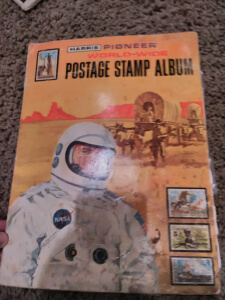 HARRIS PIONEER
WORLD-WIDE
POSTAGE STAMP ALBUM
NASA